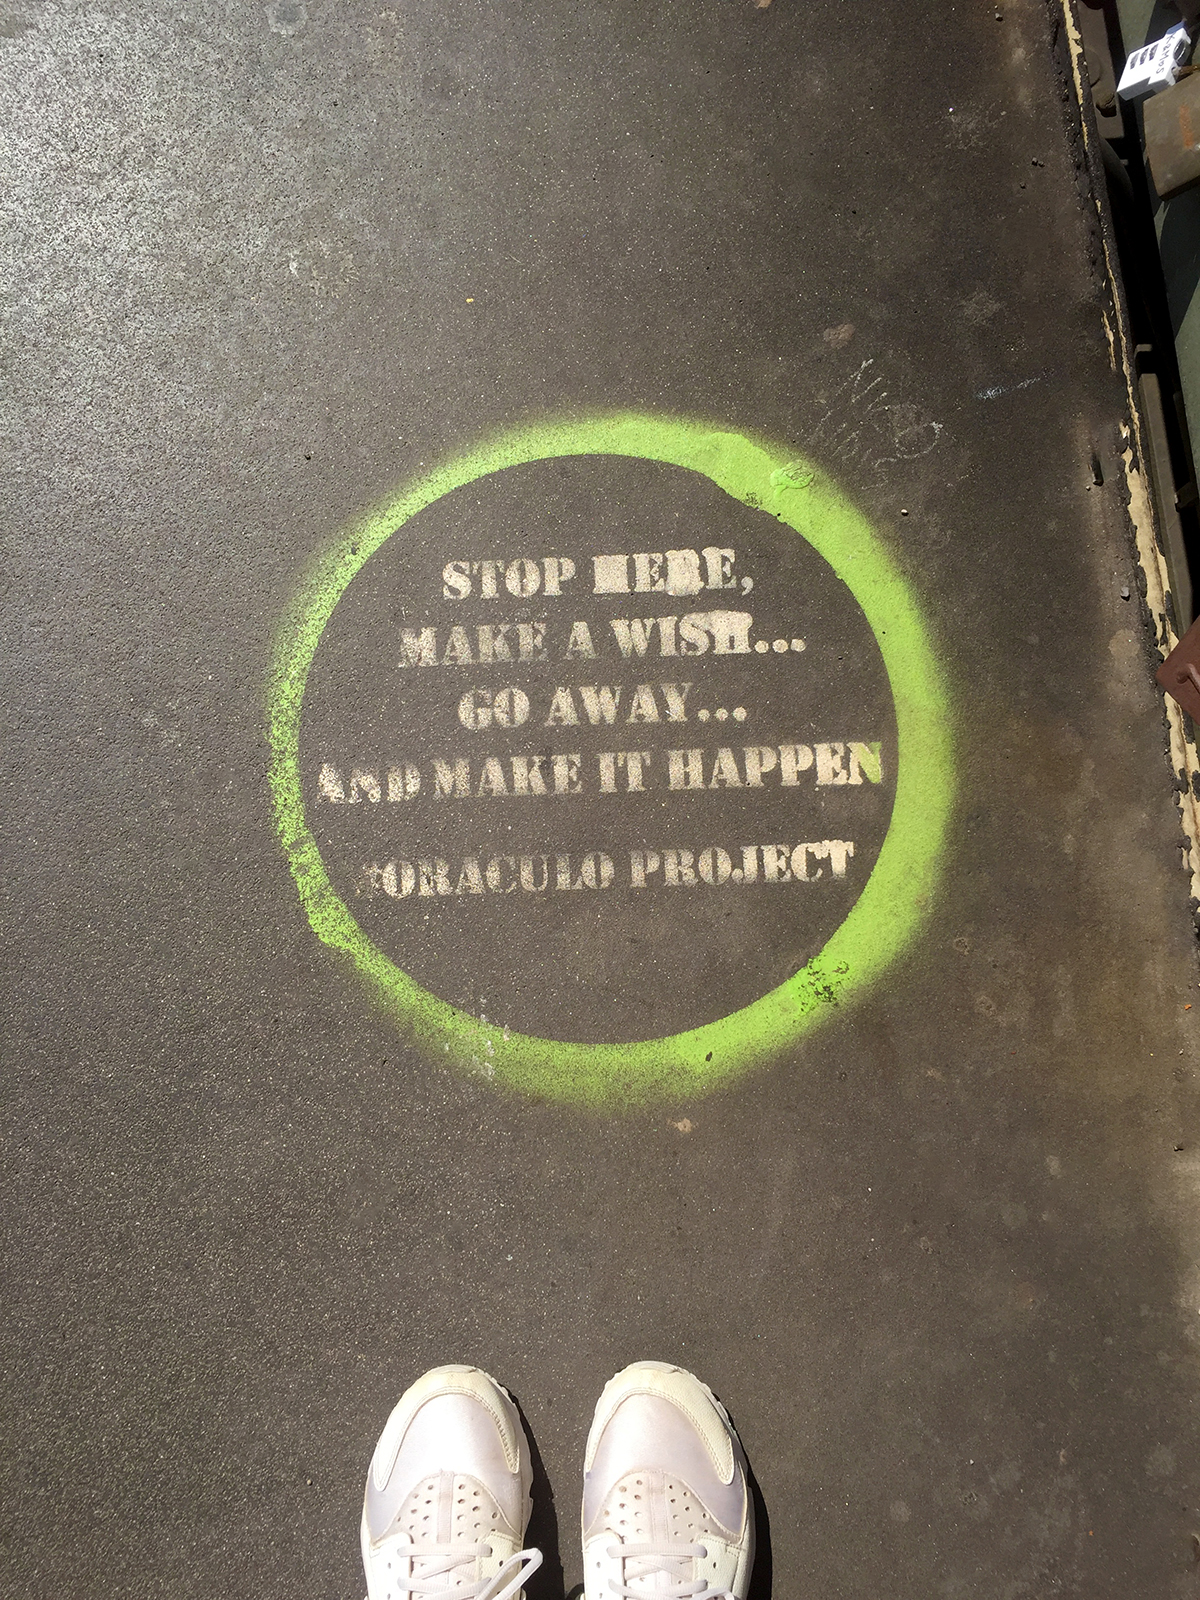 STOP HERE,
MAKE A WISH...
GO AWAY...
AND MAKE IT HAPPEN
#ORACULO PROJECT